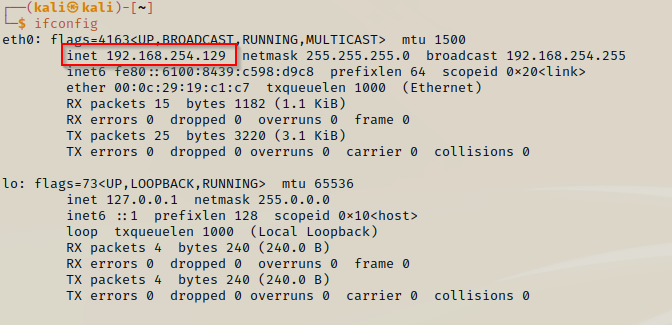 ┌──(kali㉿kali)-[~]
└─$ ifconfig
eth0: flags=4163<UP,BROADCAST,RUNNING,MULTICAST>  mtu 1500
        inet 192.168.254.129  netmask 255.255.255.0  broadcast 192.168.254.255
        inet6 fe80::6100:8439:c598:d9c8  prefixlen 64  scopeid 0×20<link>
        ether 00:0c:29:19:c1:c7  txqueuelen 1000  (Ethernet)
        RX packets 15  bytes 1182 (1.1 KiB)
        RX errors 0  dropped 0  overruns 0  frame 0
        TX packets 25  bytes 3220 (3.1 KiB)
        TX errors 0  dropped 0 overruns 0  carrier 0  collisions 0

lo: flags=73<UP,LOOPBACK,RUNNING>  mtu 65536
        inet 127.0.0.1  netmask 255.0.0.0
        inet6 ::1  prefixlen 128  scopeid 0×10<host>
        loop  txqueuelen 1000  (Local Loopback)
        RX packets 4  bytes 240 (240.0 B)
        RX errors 0  dropped 0  overruns 0  frame 0
        TX packets 4  bytes 240 (240.0 B)
        TX errors 0  dropped 0 overruns 0  carrier 0  collisions 0